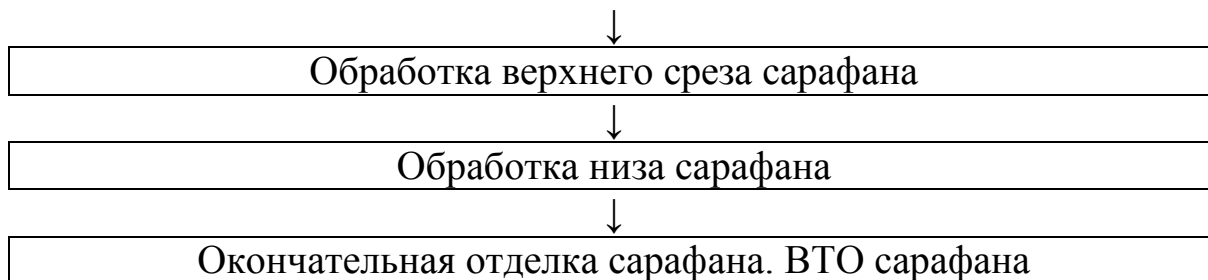 ↓
Обработка верхнего среза сарафана
↓
Обработка низа сарафана
↓
Окончательная отделка сарафана. ВТО сарафана